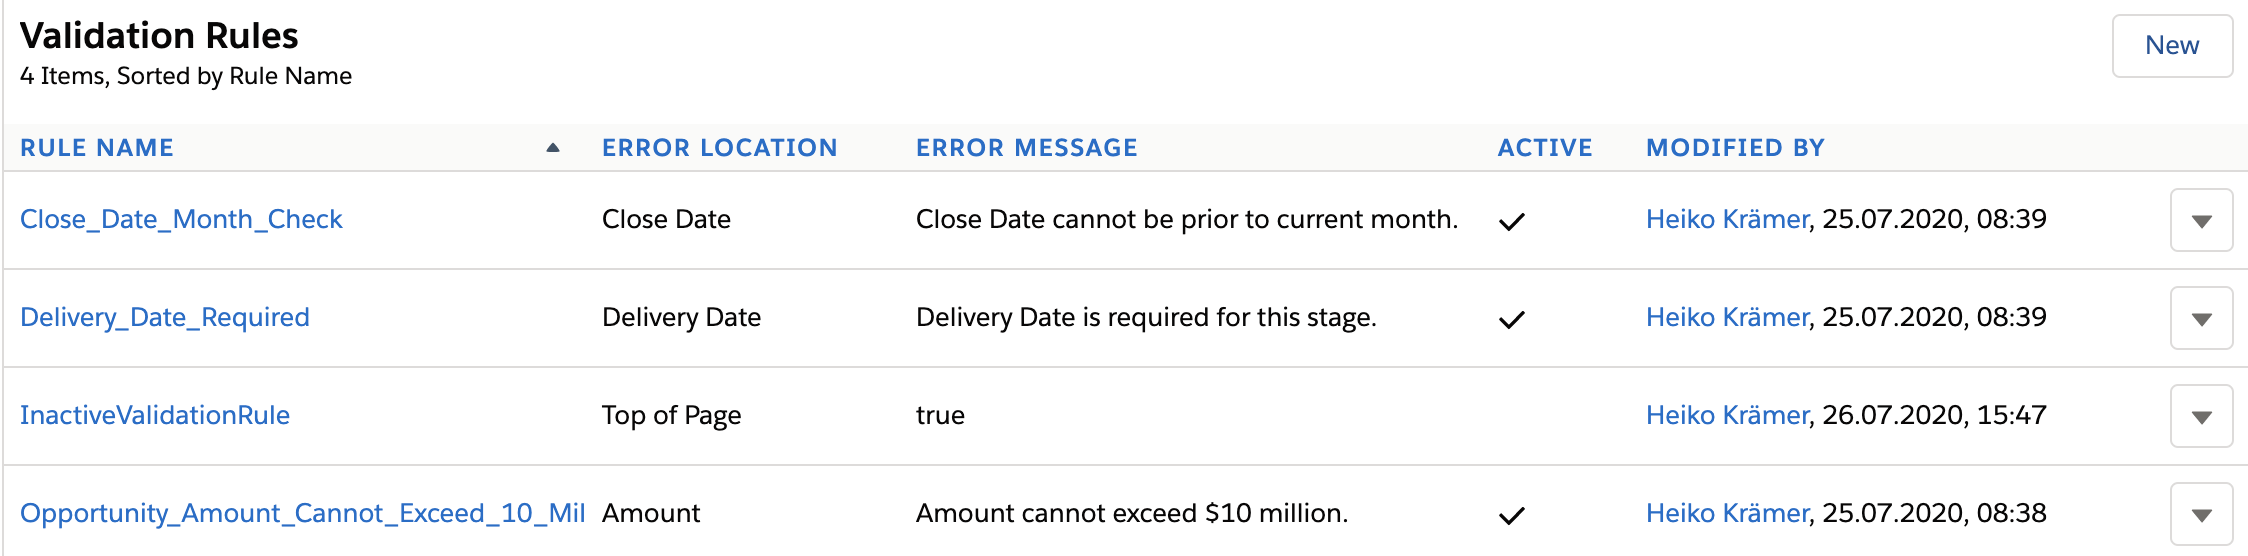 Validation Rules
New
4 Items, Sorted by Rule Name
RULE NAME ERROR LOCATION ERROR MESSAGE ACTIVE MODIFIED BY
Close_Date_Month_Check Close Date Close Date cannot be prior to current month. Heiko Krämer, 25.07.2020, 08:39
Delivery_Date_Required Delivery Date Delivery Date is required for this stage. Heiko Krämer, 25.07.2020, 08:39
InactiveValidationRule Top of Page true Heiko Krämer, 26.07.2020, 15:47
Opportunity_Amount_Cannot_Exceed_10_Mil Amount Amount cannot exceed $10 million. Heiko Krämer, 25.07.2020, 08:38